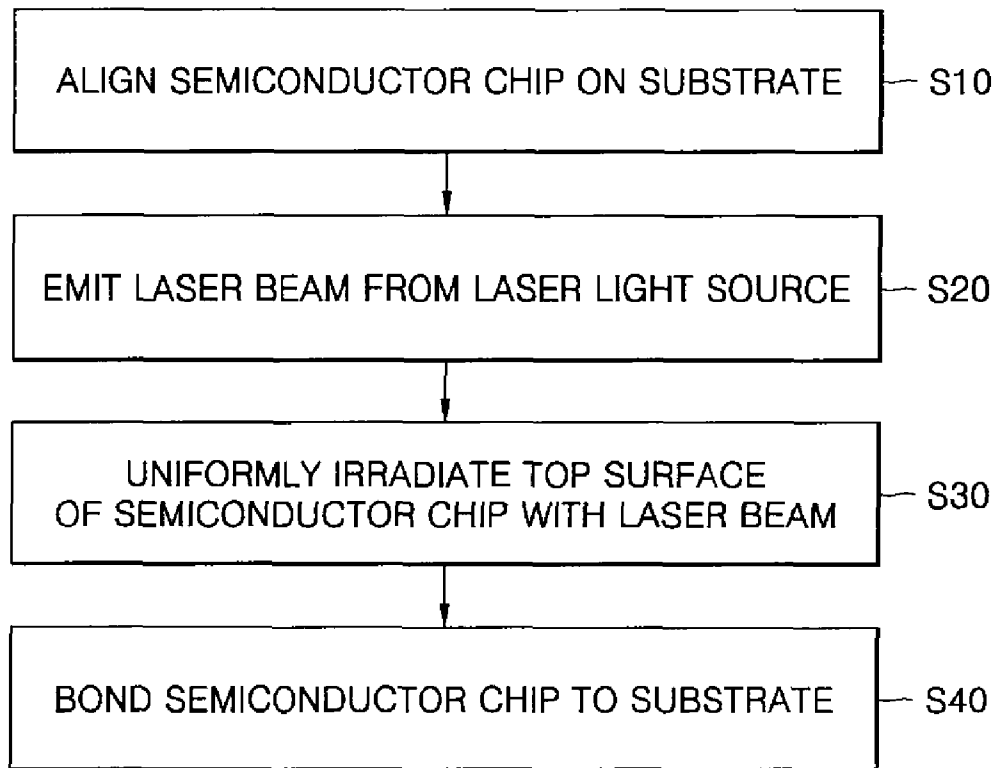 ALIGN SEMICONDUCTOR CHIP ON SUBSTRATE
S10
EMIT LASER BEAM FROM LASER LIGHT SOURCE
S20
UNIFORMLY IRRADIATE TOP SURFACE
OF SEMICONDUCTOR CHIP WITH LASER BEAM
S30
BOND SEMICONDUCTOR CHIP TO SUBSTRATE
S40